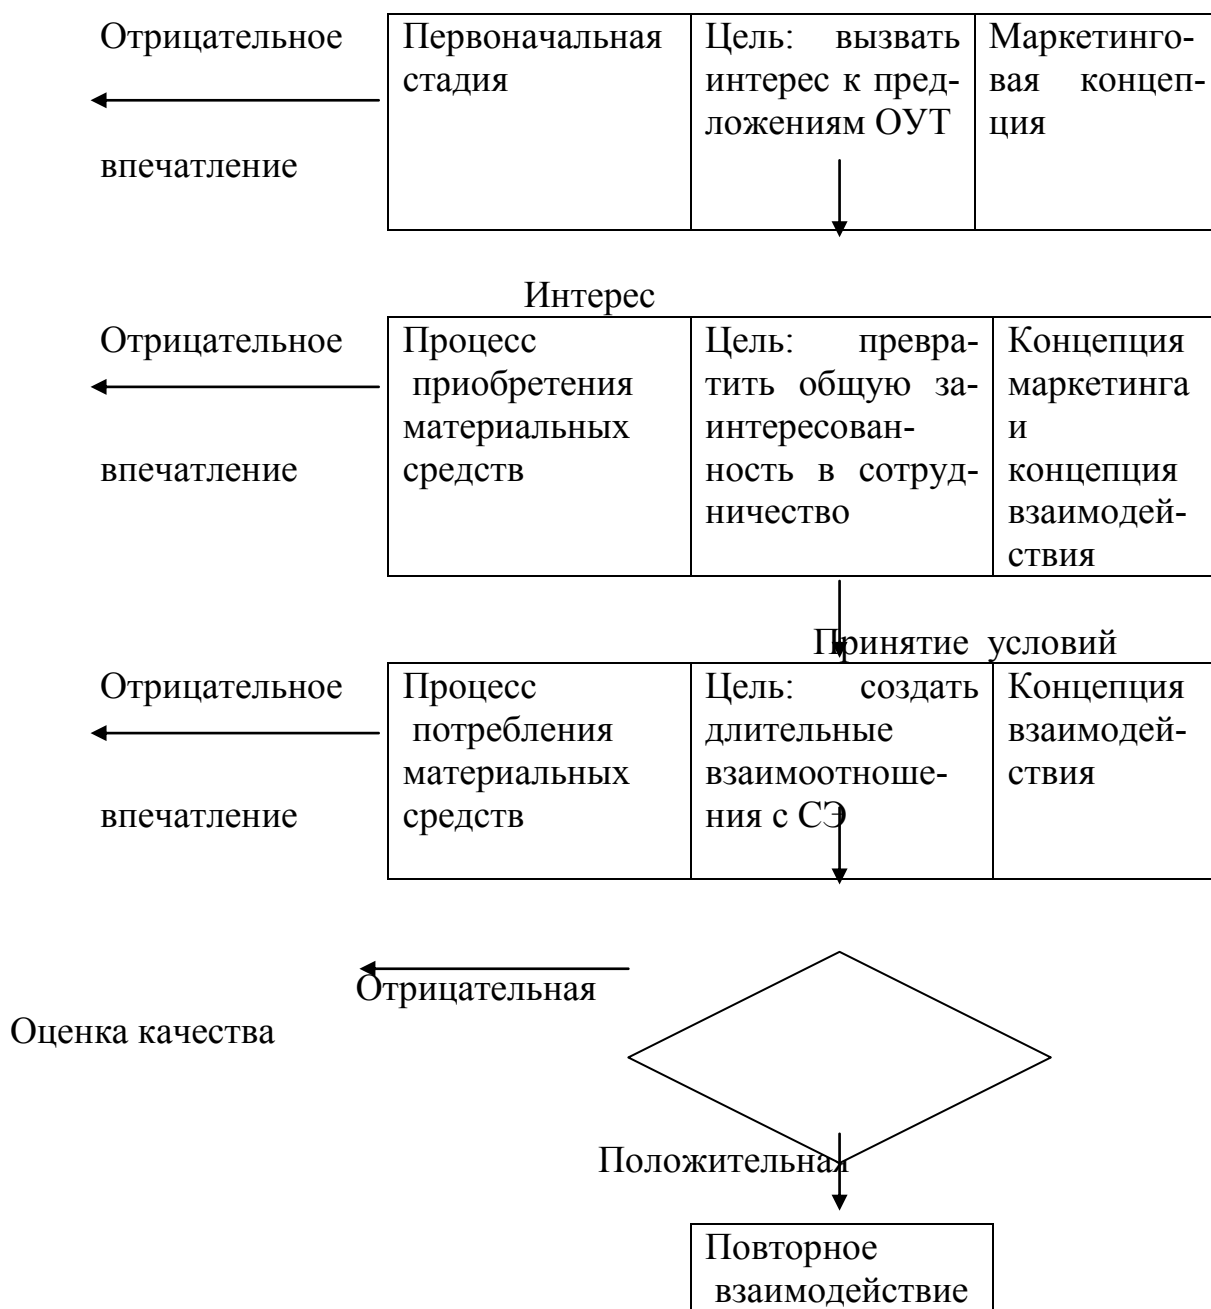 Отрицательное
впечатление
Первоначальная
стадия
Цель: вызвать
интерес к пред-
ложениям ОУТ
Маркетинго-
вая концеп-
ция
Интерес
Отрицательное
впечатление
Процесс
приобретения
материальных
средств
Цель: превра-
тить общую за-
интересован-
ность в сотруд-
ничество
Концепция
маркетинга
и
концепция
взаимодей-
ствия
Принятие условий
Отрицательное
впечатление
Процесс
потребления
материальных
средств
Цель: создать
длительные
взаимоотноше-
ния с СЭ
Концепция
взаимодей-
ствия
Отрицательная
Оценка качества
Положительная
Повторное
взаимодействие